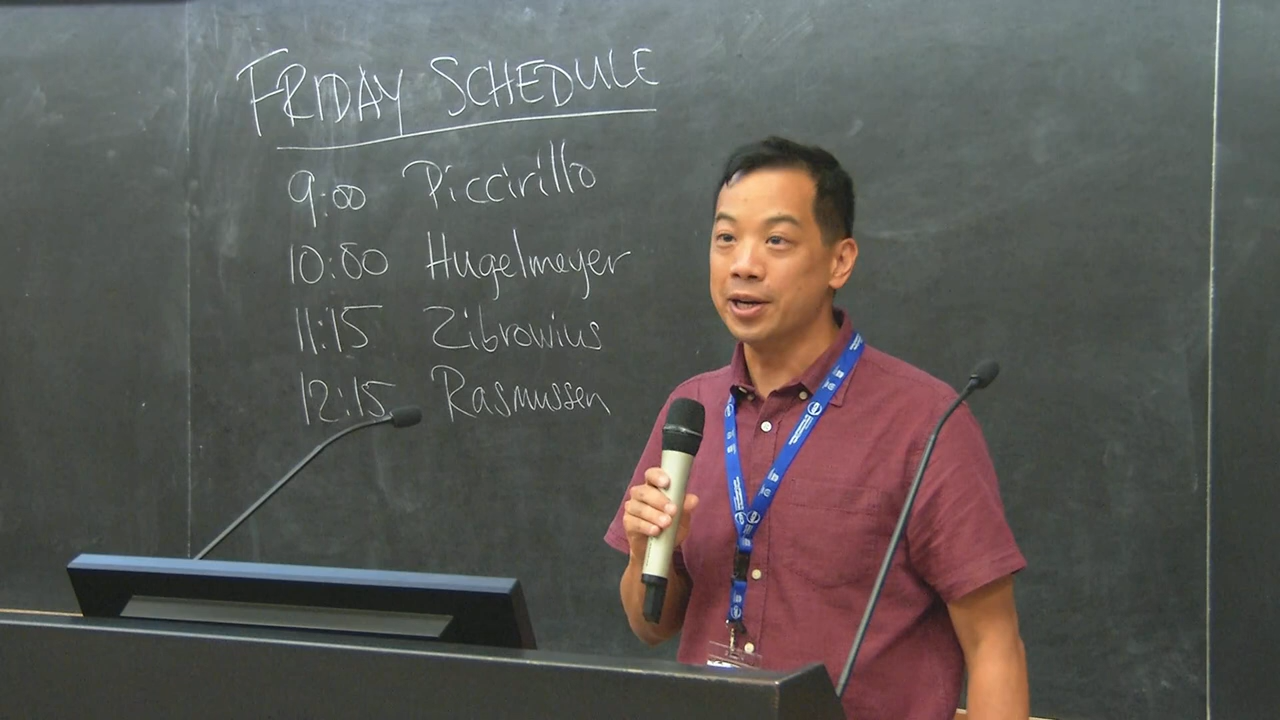 FRIDAY SCHEDULE
9:00 Piccirillo
10:00 Hugelmeyer
11:15 Zibrowius
12:15 Rasmussen